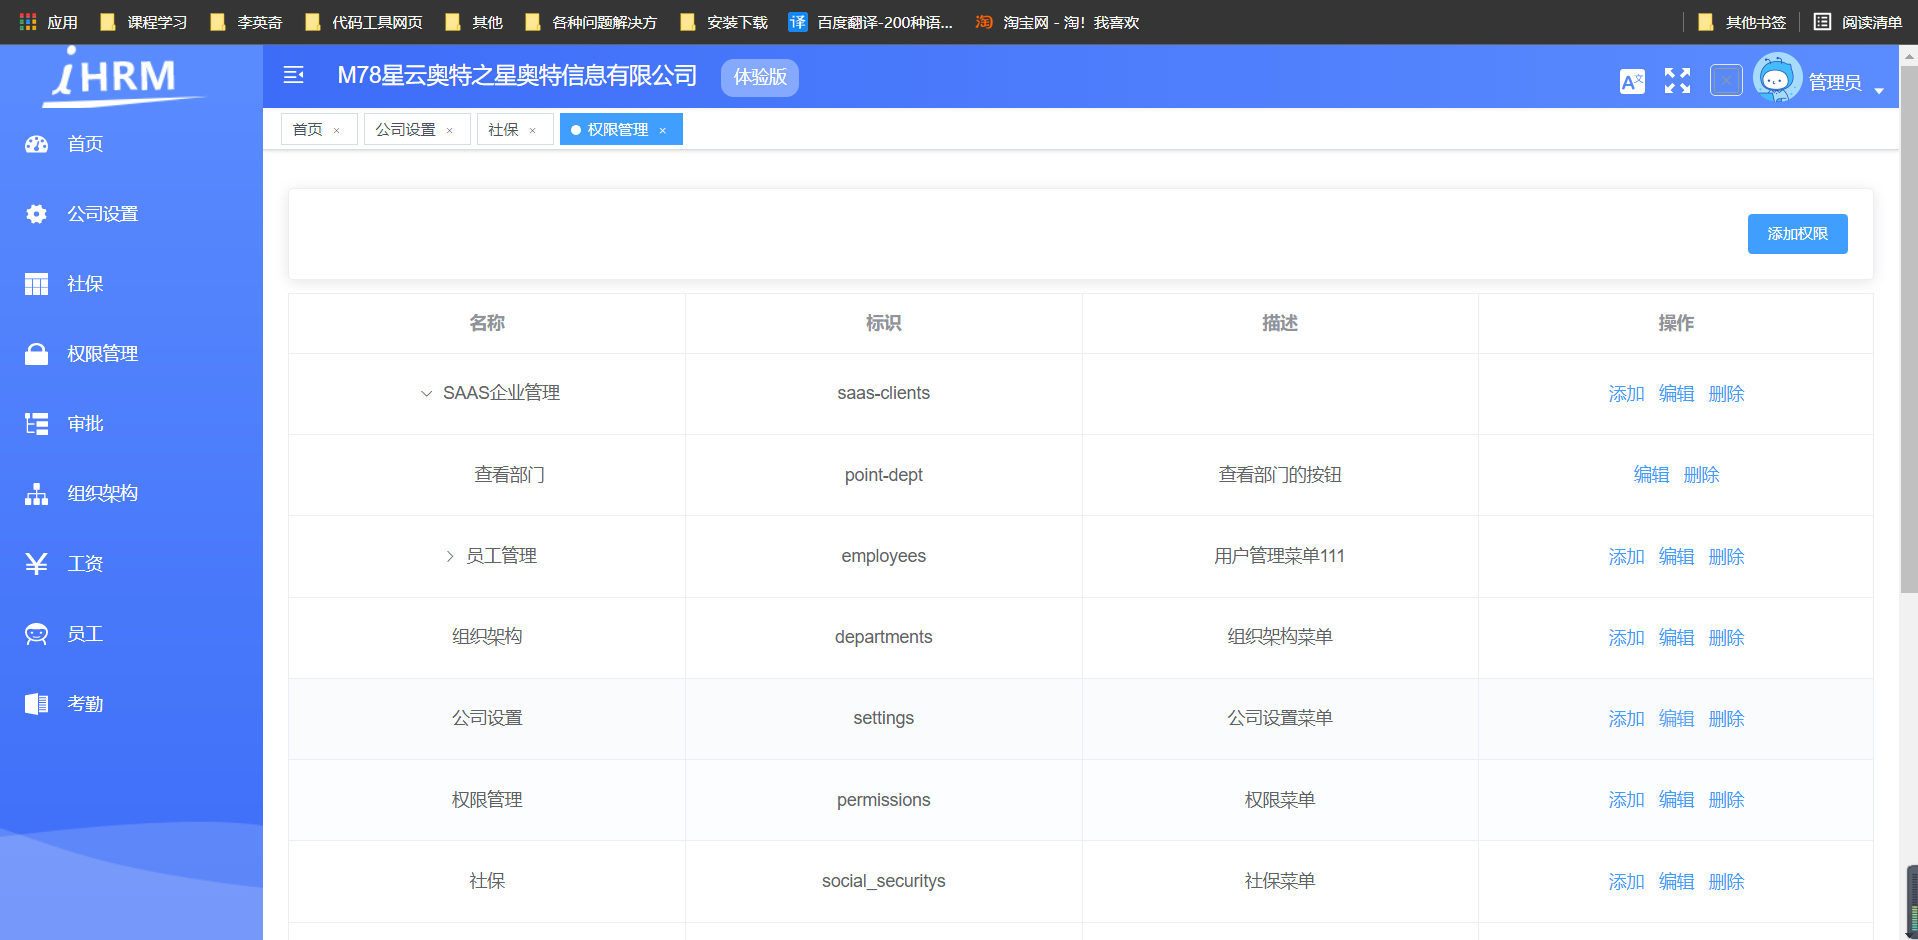 应用 课程学习 李英奇 代码工具网页 其他 各种问题解决方 安装下载 译 百度翻译-200种语... 淘 淘宝网 - 淘！我喜欢 其他书签 阅读清单
iHRM M78星云奥特之星奥特信息有限公司 体验版 A文 管理员
首页 × 公司设置 × 社保 × 权限管理 ×
首页
公司设置
社保
权限管理
审批
组织架构
工资
员工
考勤
添加权限
名称 标识 描述 操作
SAAS企业管理 saas-clients 添加 编辑 删除
查看部门 point-dept 查看部门的按钮 编辑 删除
员工管理 employees 用户管理菜单111 添加 编辑 删除
组织架构 departments 组织架构菜单 添加 编辑 删除
公司设置 settings 公司设置菜单 添加 编辑 删除
权限管理 permissions 权限菜单 添加 编辑 删除
社保 social_securitys 社保菜单 添加 编辑 删除